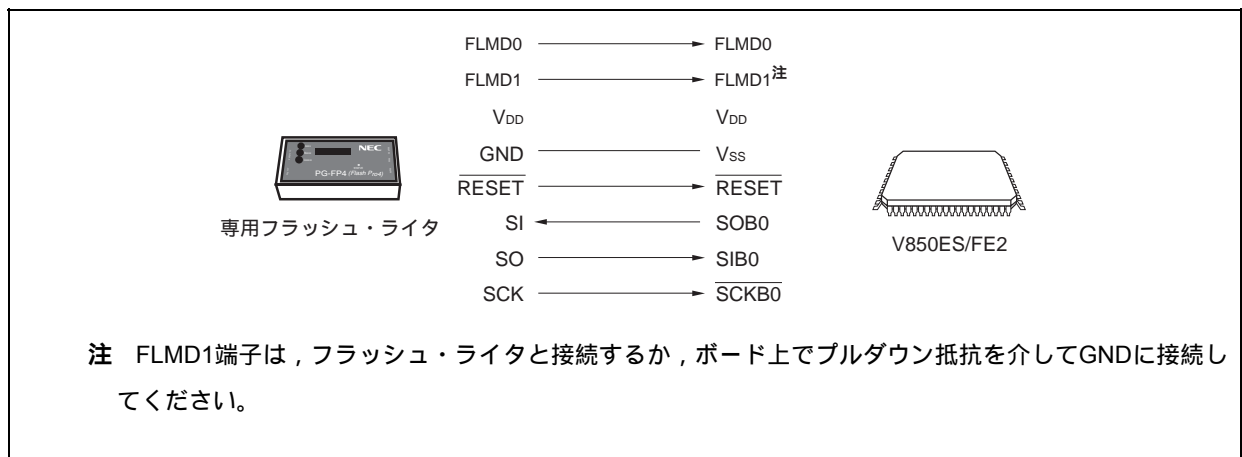 FLMD0 FLMD0
FLMD1 FLMD1注
VDD VDD
GND VSS
RESET RESET
SI SOB0
SO SIB0
SCK SCKB0
NEC
PG-FP4 (Flash Pro4)
専用フラッシュ・ライタ
V850ES/FE2
注 FLMD1端子は，フラッシュ・ライタと接続するか，ボード上でプルダウン抵抗を介してGNDに接続し
てください。